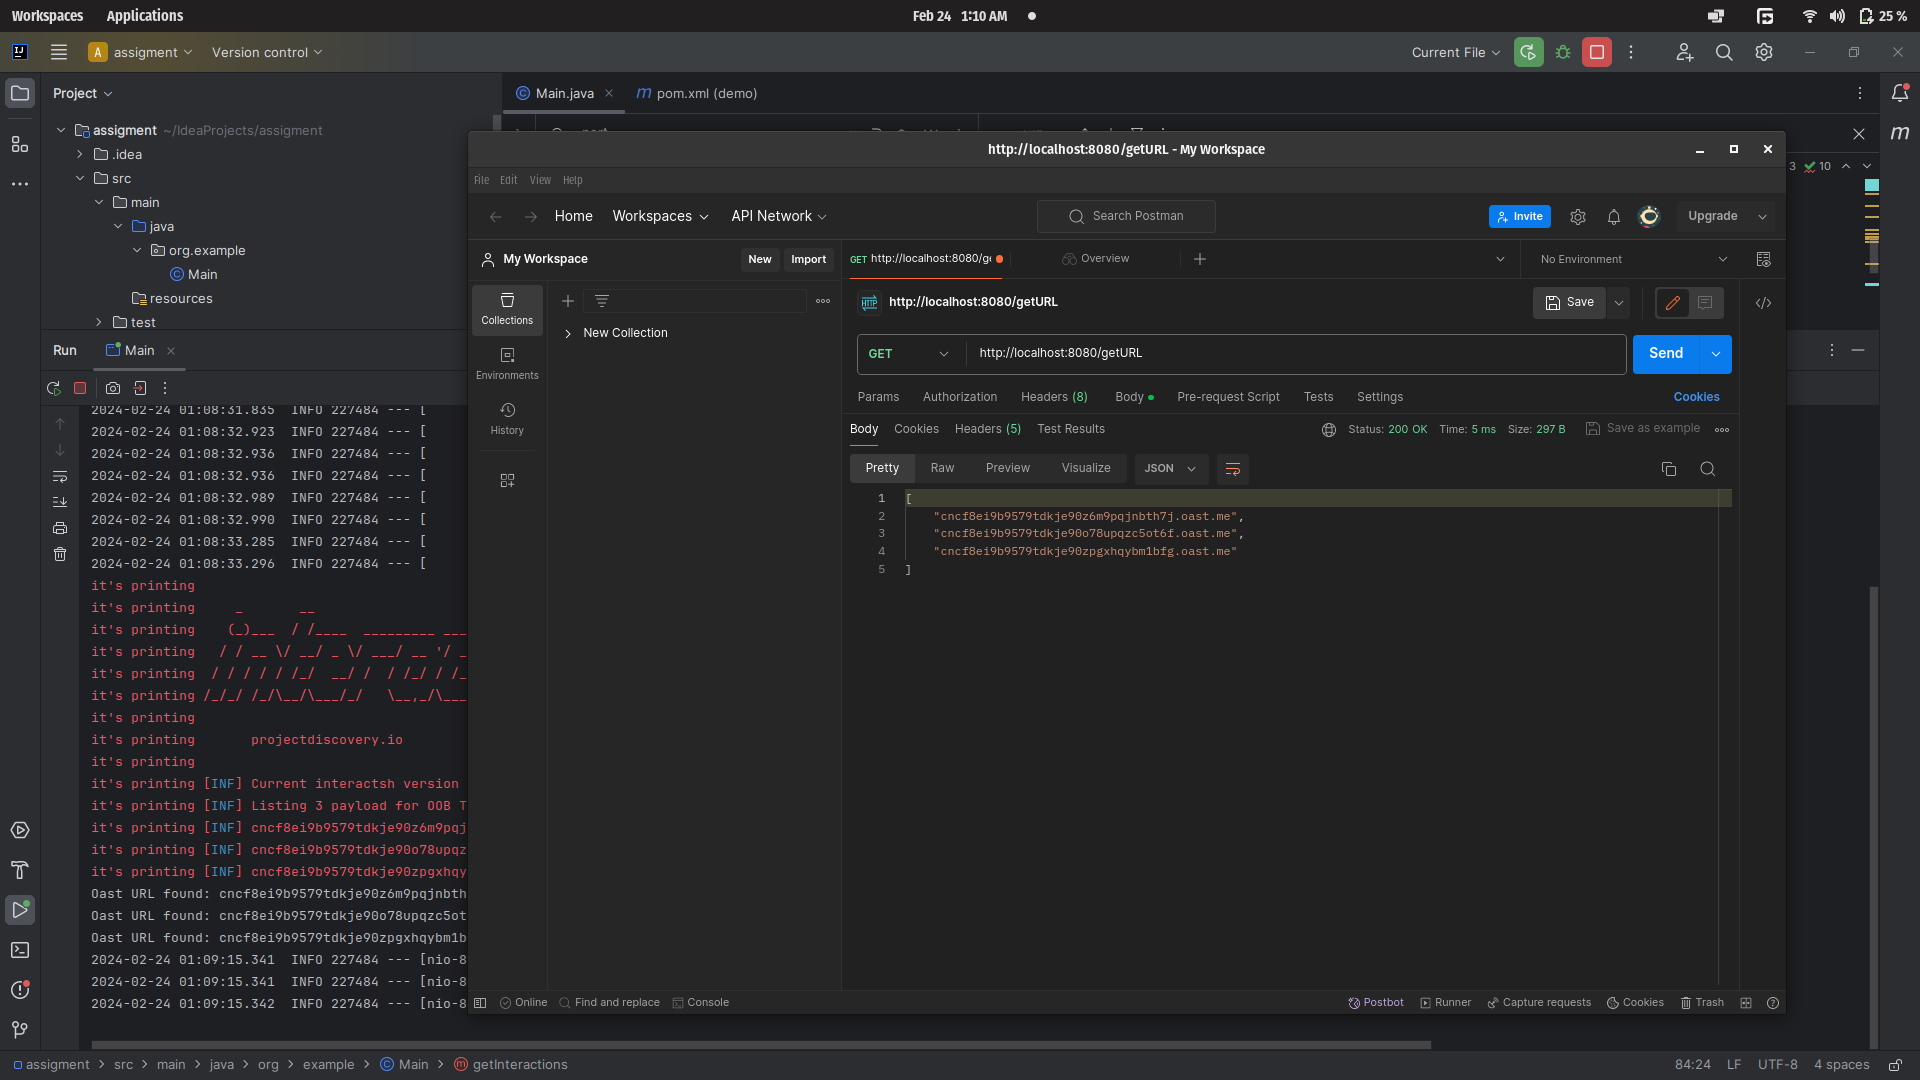 Workspaces Applications Feb 24 1:10 AM 25 %
A assigment Version control Current File
Project Main.java pom.xml (demo)
assigment ~/IdeaProjects/assigment
.idea
src
main
java
org.example
Main
resources
test
3 10
Run Main
2024-02-24 01:08:31.835 INFO 227484 --- [
2024-02-24 01:08:32.923 INFO 227484 --- [
2024-02-24 01:08:32.936 INFO 227484 --- [
2024-02-24 01:08:32.936 INFO 227484 --- [
2024-02-24 01:08:32.989 INFO 227484 --- [
2024-02-24 01:08:32.990 INFO 227484 --- [
2024-02-24 01:08:33.285 INFO 227484 --- [
2024-02-24 01:08:33.296 INFO 227484 --- [
it's printing
it's printing _ __
it's printing (_)___ / /____ _________ ___
it's printing / / __ \/ __/ _ \/ ___/ __ '/ _
it's printing / / / / / /_/ __/ / / /_/ / /_
it's printing /_/_/ /_/\__/\___/_/ \__,_/\___
it's printing
it's printing projectdiscovery.io
it's printing
it's printing [INF] Current interactsh version
it's printing [INF] Listing 3 payload for OOB T
it's printing [INF] cncf8ei9b9579tdkje90z6m9pqj
it's printing [INF] cncf8ei9b9579tdkje90o78upqz
it's printing [INF] cncf8ei9b9579tdkje90zpgxhqy
Oast URL found: cncf8ei9b9579tdkje90z6m9pqjnbth
Oast URL found: cncf8ei9b9579tdkje90o78upqzc5ot
Oast URL found: cncf8ei9b9579tdkje90zpgxhqybm1b
2024-02-24 01:09:15.341 INFO 227484 --- [nio-8
2024-02-24 01:09:15.341 INFO 227484 --- [nio-8
2024-02-24 01:09:15.342 INFO 227484 --- [nio-8
http://localhost:8080/getURL - My Workspace
File Edit View Help
Home Workspaces API Network Search Postman Invite Upgrade
My Workspace New Import
GET http://localhost:8080/ge Overview No Environment
Collections
Environments
History
New Collection
http://localhost:8080/getURL Save
GET http://localhost:8080/getURL Send
Params Authorization Headers (8) Body Pre-request Script Tests Settings Cookies
Body Cookies Headers (5) Test Results Status: 200 OK Time: 5 ms Size: 297 B Save as example
Pretty Raw Preview Visualize JSON
1 [
2 "cncf8ei9b9579tdkje90z6m9pqjnbth7j.oast.me",
3 "cncf8ei9b9579tdkje90o78upqzc5ot6f.oast.me",
4 "cncf8ei9b9579tdkje90zpgxhqybm1bfg.oast.me"
5 ]
Online Find and replace Console Postbot Runner Capture requests Cookies Trash
assigment src main java org example Main getInteractions 84:24 LF UTF-8 4 spaces